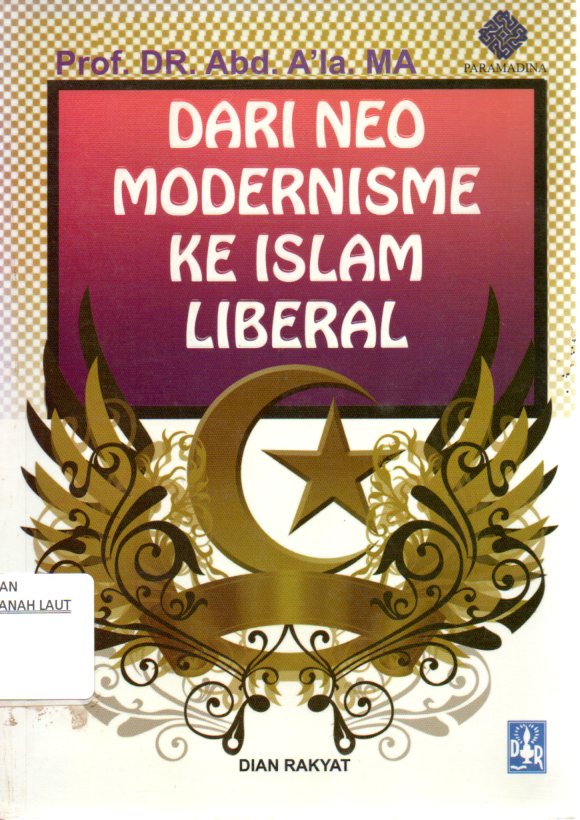 Prof. DR. Abd. A'la. MA
PARAMADINA
DARI NEO
MODERNISME
KE ISLAM
LIBERAL
AN
ANAH LAUT
DIAN RAKYAT
D R